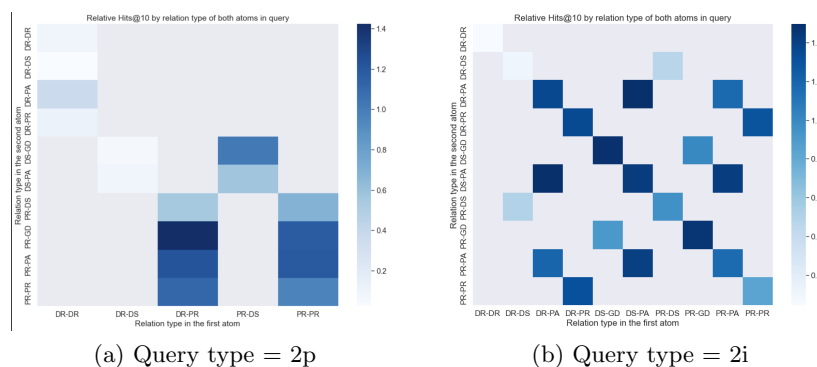 Relative Hits@10 by relation type of both atoms in query
Relation type in the second atom
DR-DR
DR-DS
DR-PA
DR-PR
DS-GD
DS-PA
PR-DS
PR-GD
PR-PA
PR-PR
DR-DR DR-DS DR-PR PR-DS PR-PR
Relation type in the first atom
1.4
1.2
1.0
0.8
0.6
0.4
0.2
(a) Query type = 2p
Relative Hits@10 by relation type of both atoms in query
Relation type in the second atom
DR-DR
DR-DS
DR-PA
DR-PR
DS-GD
DS-PA
PR-DS
PR-GD
PR-PA
PR-PR
DR-DR DR-DS DR-PA DR-PR DS-GD DS-PA PR-DS PR-GD PR-PA PR-PR
Relation type in the first atom
1.
1.
1.
0.
0.
0.
0.
(b) Query type = 2i